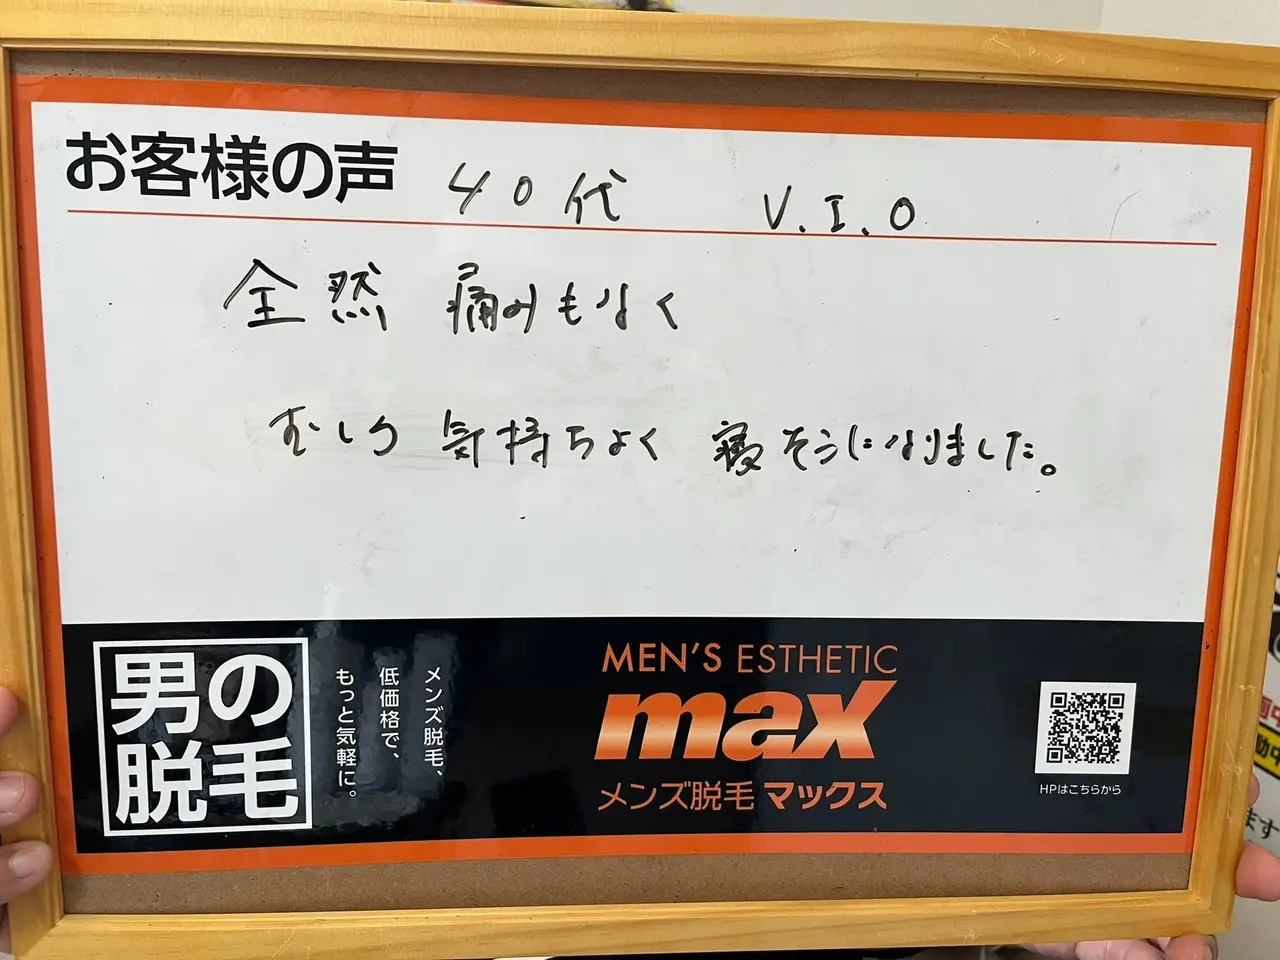 お客様の声 40代 V.I.O
全然 痛みもなく
むしろ 気持ちよく 寝そうになりました。
男の
脱毛
メンズ脱毛、
低価格で、
もっと気軽に。
MEN'S ESTHETIC
max
メンズ脱毛 マックス
HPはこちらから
ます